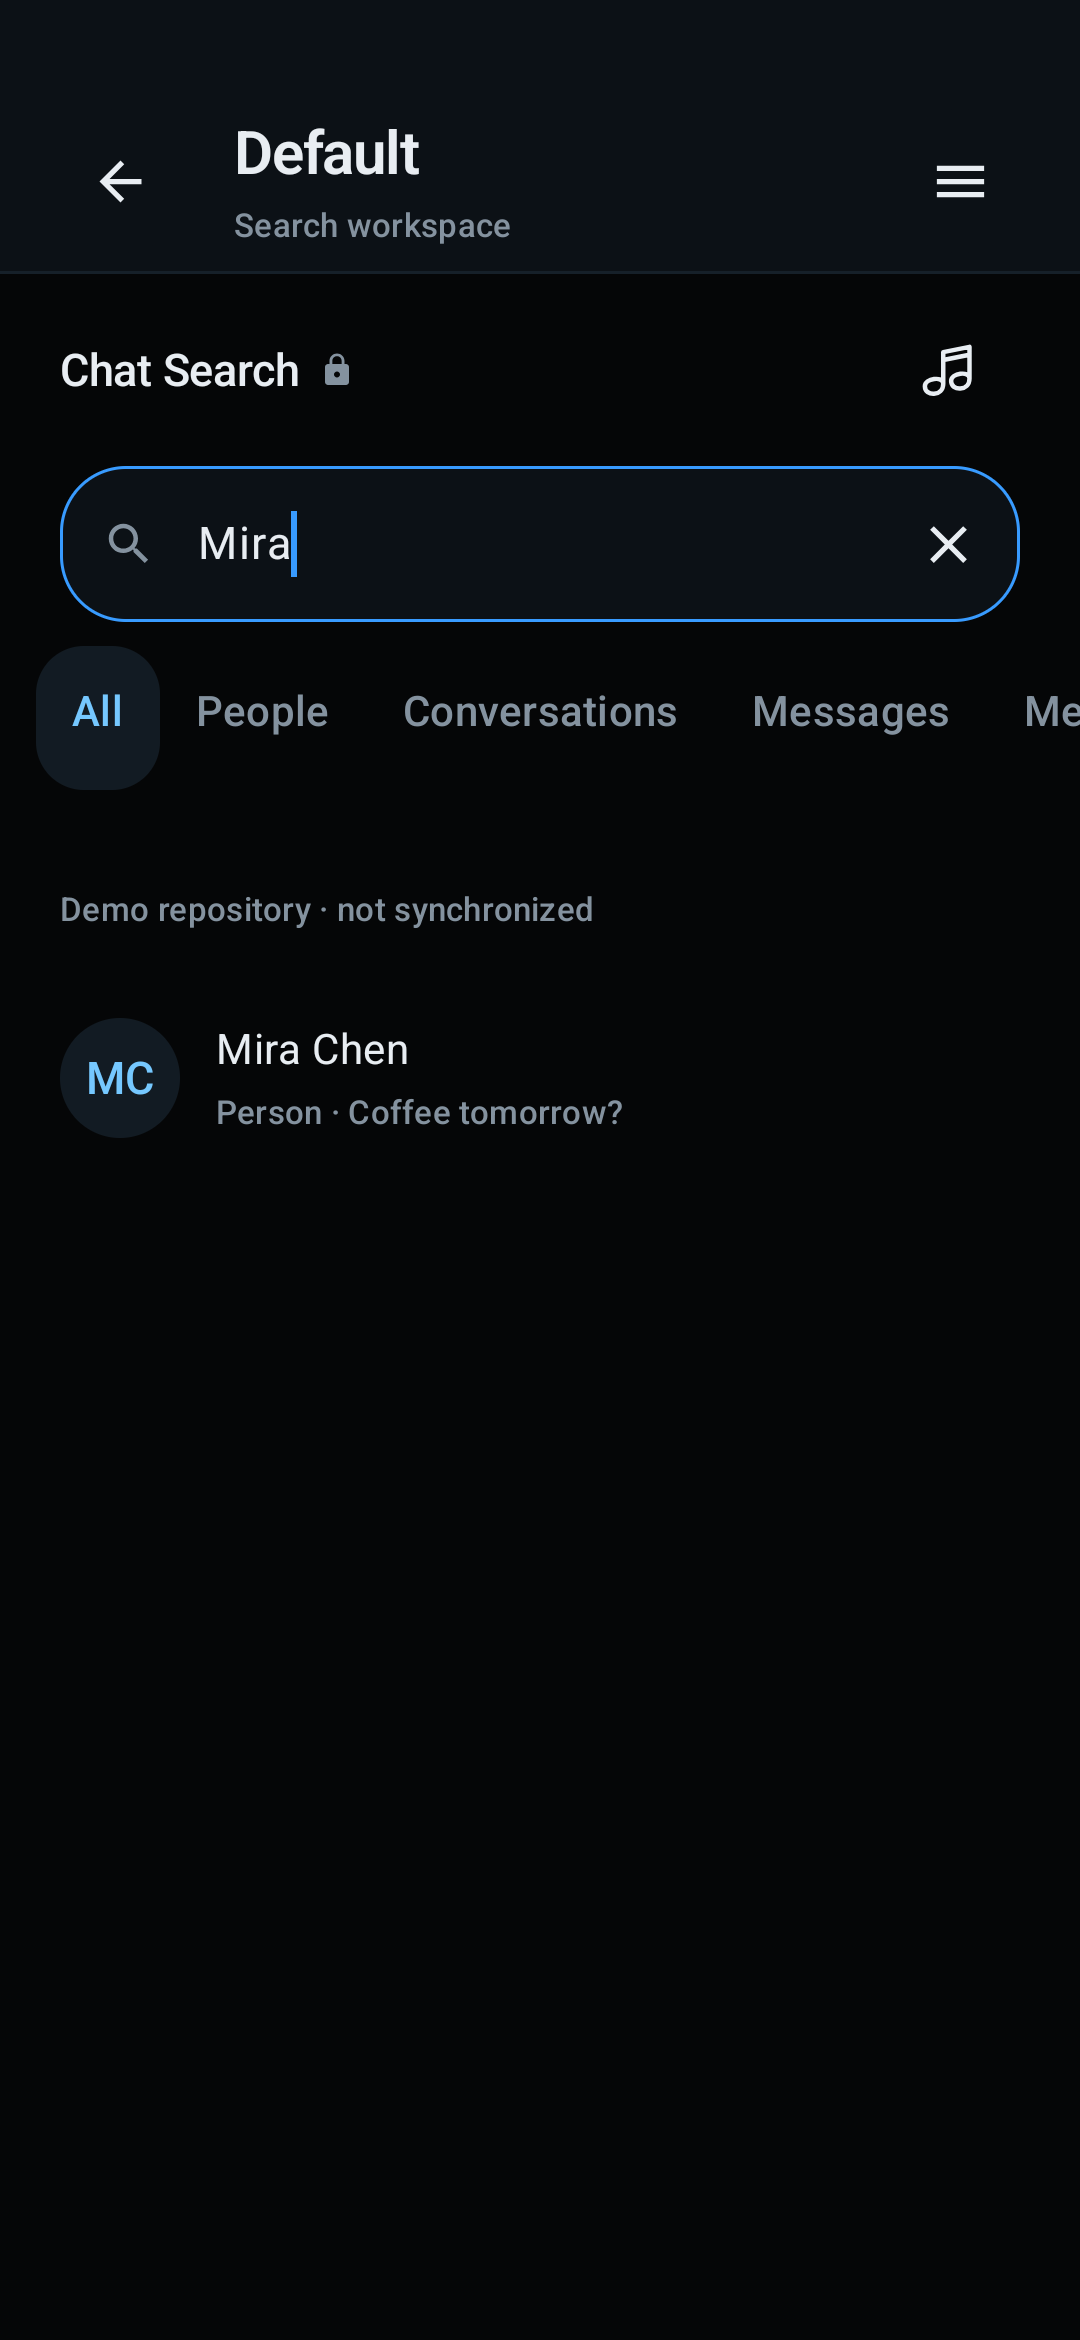 Default
Search workspace
Chat Search
Mira
All People Conversations Messages Me
Demo repository · not synchronized
MC
Mira Chen
Person · Coffee tomorrow?